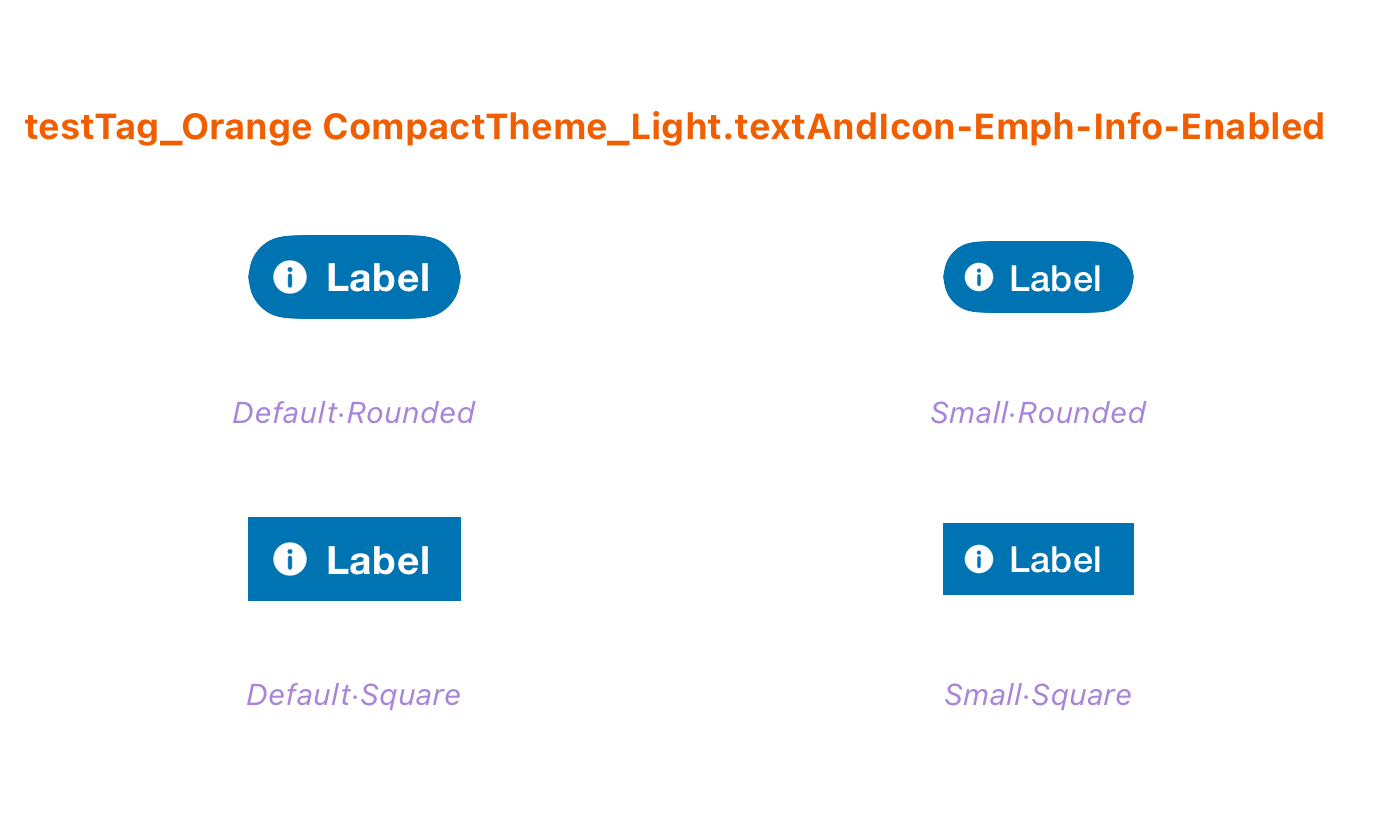 testTag_Orange CompactTheme_Light.textAndIcon-Emph-Info-Enabled
Label Label
Default·Rounded Small·Rounded
Label Label
Default·Square Small·Square